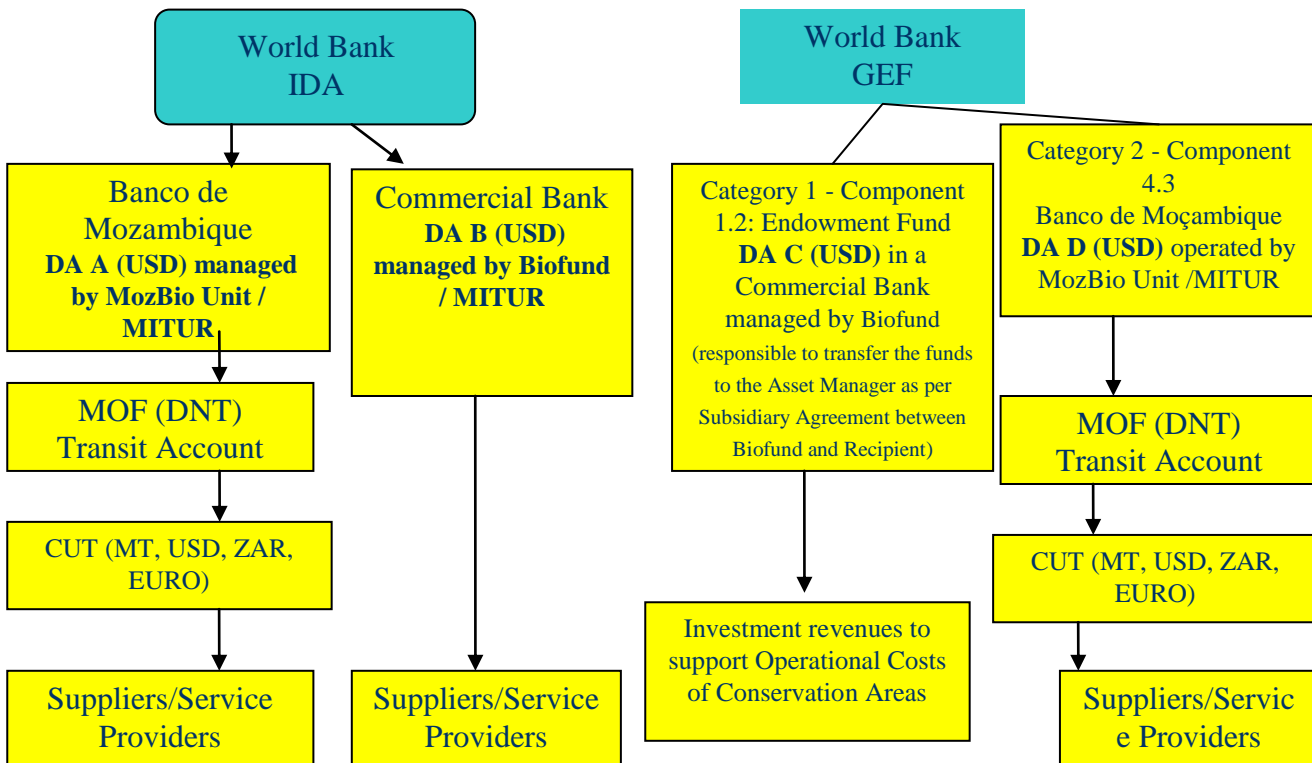 World Bank
IDA
World Bank
GEF
Banco de
Mozambique
DA A (USD) managed
by MozBio Unit /
MITUR
Commercial Bank
DA B (USD)
managed by Biofund
/ MITUR
Category 1 - Component
1.2: Endowment Fund
DA C (USD) in a
Commercial Bank
managed by Biofund
(responsible to transfer the funds
to the Asset Manager as per
Subsidiary Agreement between
Biofund and Recipient)
Category 2 - Component
4.3
Banco de Moçambique
DA D (USD) operated by
MozBio Unit /MITUR
MOF (DNT)
Transit Account
MOF (DNT)
Transit Account
CUT (MT, USD, ZAR,
EURO)
CUT (MT, USD, ZAR,
EURO)
Suppliers/Service
Providers
Suppliers/Service
Providers
Investment revenues to
support Operational Costs
of Conservation Areas
Suppliers/Servic
e Providers